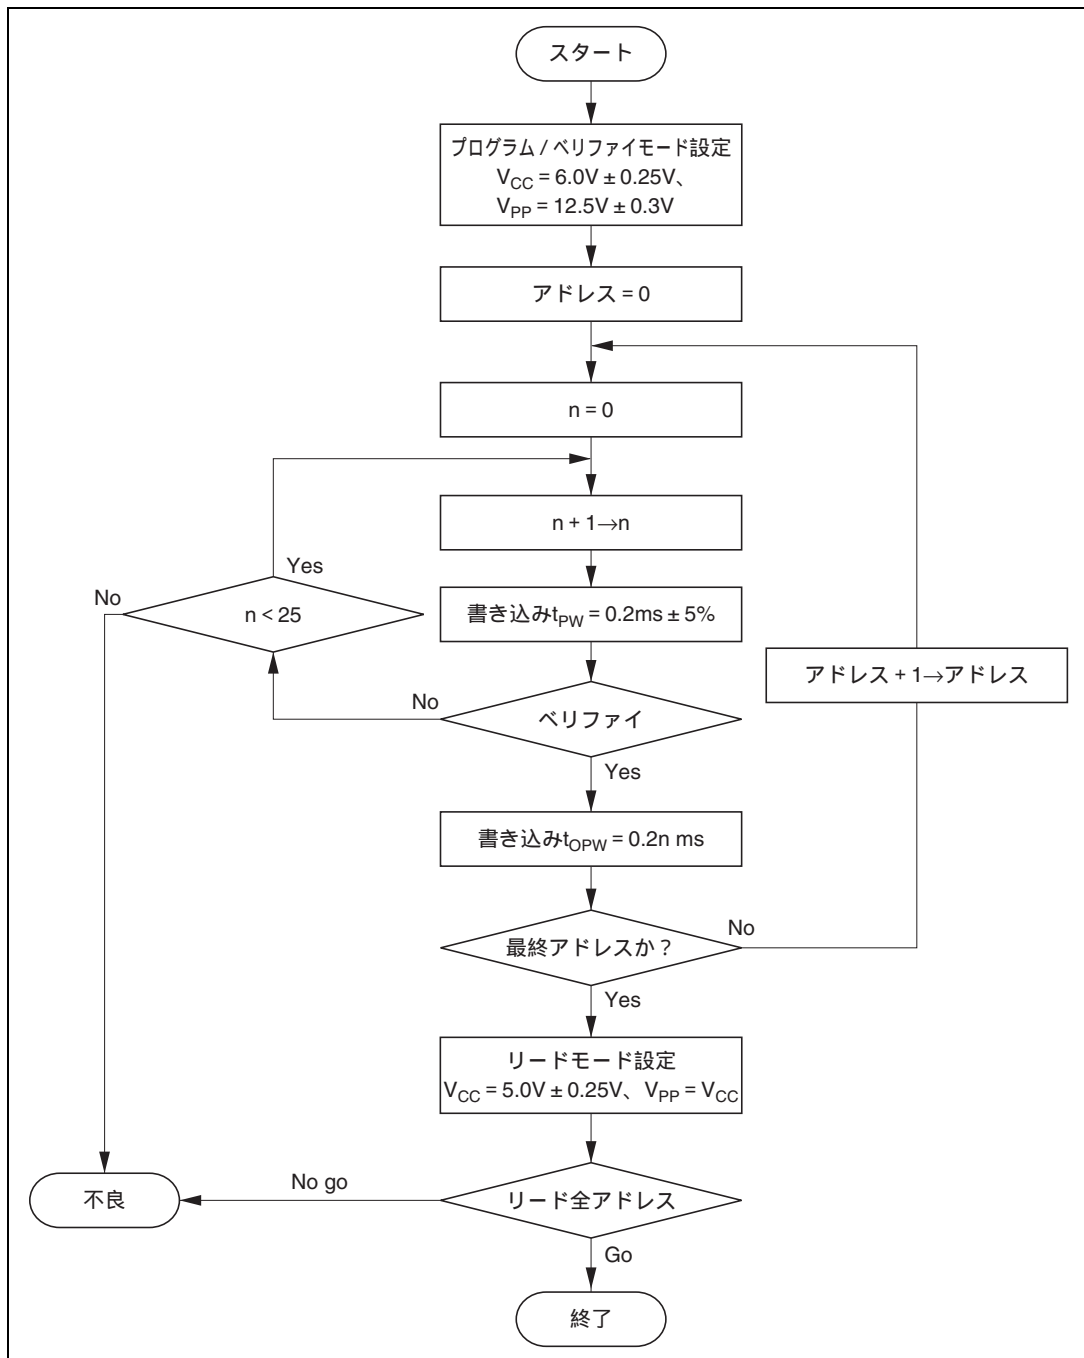 スタート
プログラム / ベリファイモード設定
VCC = 6.0V ± 0.25V、
VPP = 12.5V ± 0.3V
アドレス = 0
n = 0
n + 1→n
Yes
No
n < 25
書き込みtPW = 0.2ms ± 5%
アドレス + 1→アドレス
No
ベリファイ
Yes
書き込みtOPW = 0.2n ms
No
最終アドレスか？
Yes
リードモード設定
VCC = 5.0V ± 0.25V、VPP = VCC
No go
不良
リード全アドレス
Go
終了